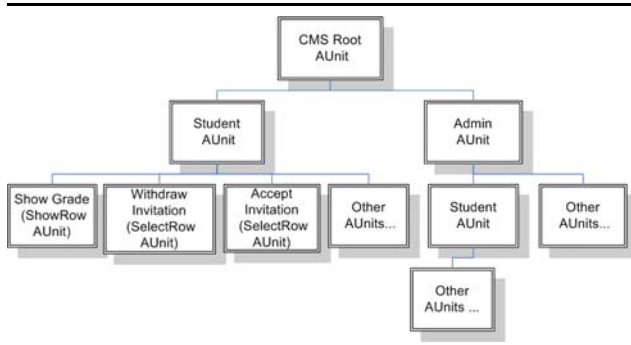 CMS Root
AUnit
Student
AUnit
Admin
AUnit
Show Grade
(ShowRow
AUnit)
Withdraw
Invitation
(SelectRow
AUnit)
Accept
Invitation
(SelectRow
AUnit)
Other
AUnits...
Student
AUnit
Other
AUnits...
Other
AUnits ...